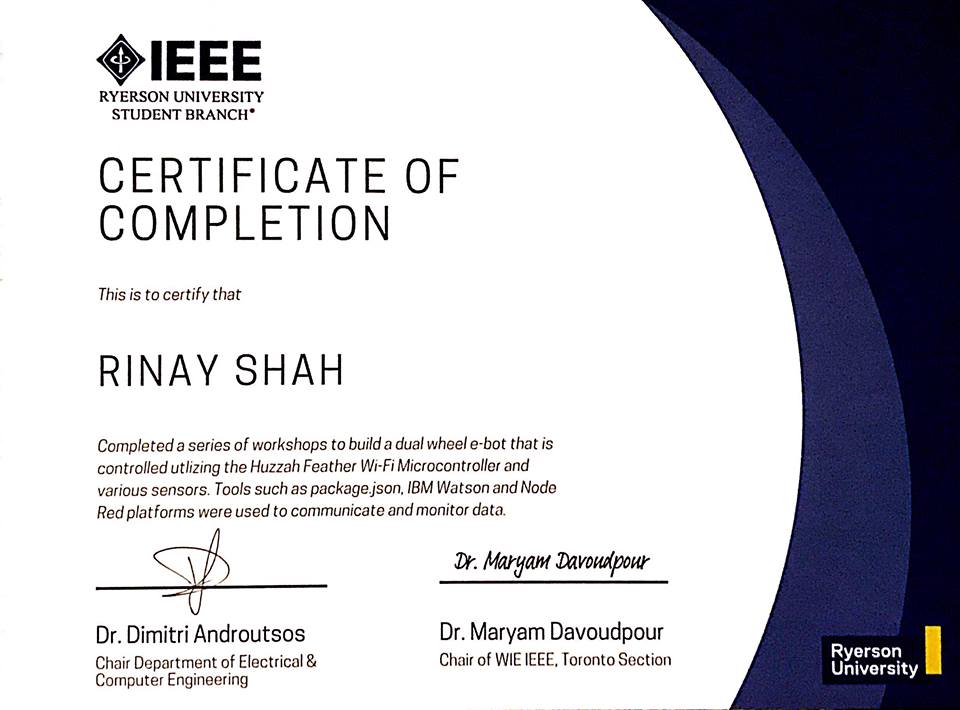 IEEE
RYERSON UNIVERSITY
STUDENT BRANCH
CERTIFICATE OF
COMPLETION
This is to certify that
RINAY SHAH
Completed a series of workshops to build a dual wheel e-bot that is
controlled utlizing the Huzzah Feather Wi-Fi Microcontroller and
various sensors. Tools such as package.json, IBM Watson and Node
Red platforms were used to communicate and monitor data.
Dr. Maryam Davoudpour
Dr. Dimitri Androutsos
Chair Department of Electrical &
Computer Engineering
Dr. Maryam Davoudpour
Chair of WIE IEEE, Toronto Section
Ryerson
University